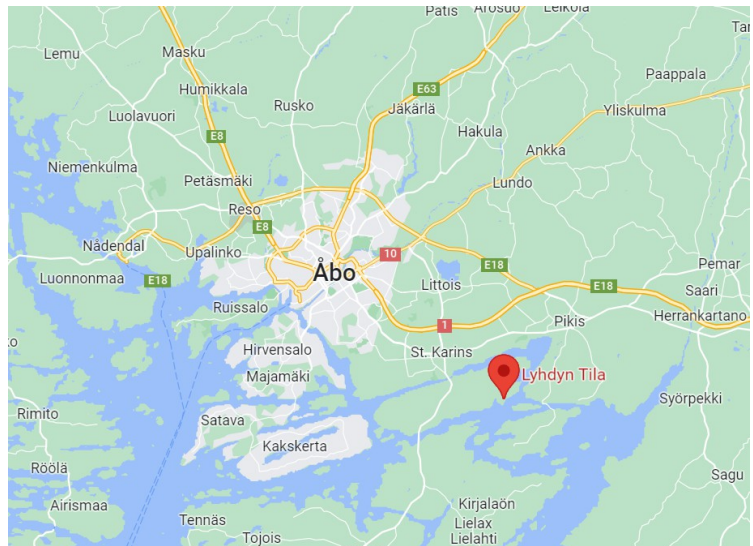 Patis
Arosuo
Leikola
Lemu
Masku
Tar
Paappala
E63
Humikkala
Rusko
Jäkärlä
Yliskulma
Luolavuori
E8
Hakula
Ankka
Niemenkulma
Petäsmäki
Lundo
Reso
E8
Nådendal
Upalinko
10
Åbo
E18
Pemar
Luonnonmaa
E18
Littois
E18
Saari
Ruissalo
1
Pikis
Herrankartano
Hirvensalo
St. Karins
Majamäki
Lyhdyn Tila
Syörpekki
Rimito
Satava
Kakskerta
Röölä
Sagu
Airismaa
Kirjalaön
Tennäs
Lielax
Lielahti
Tojois